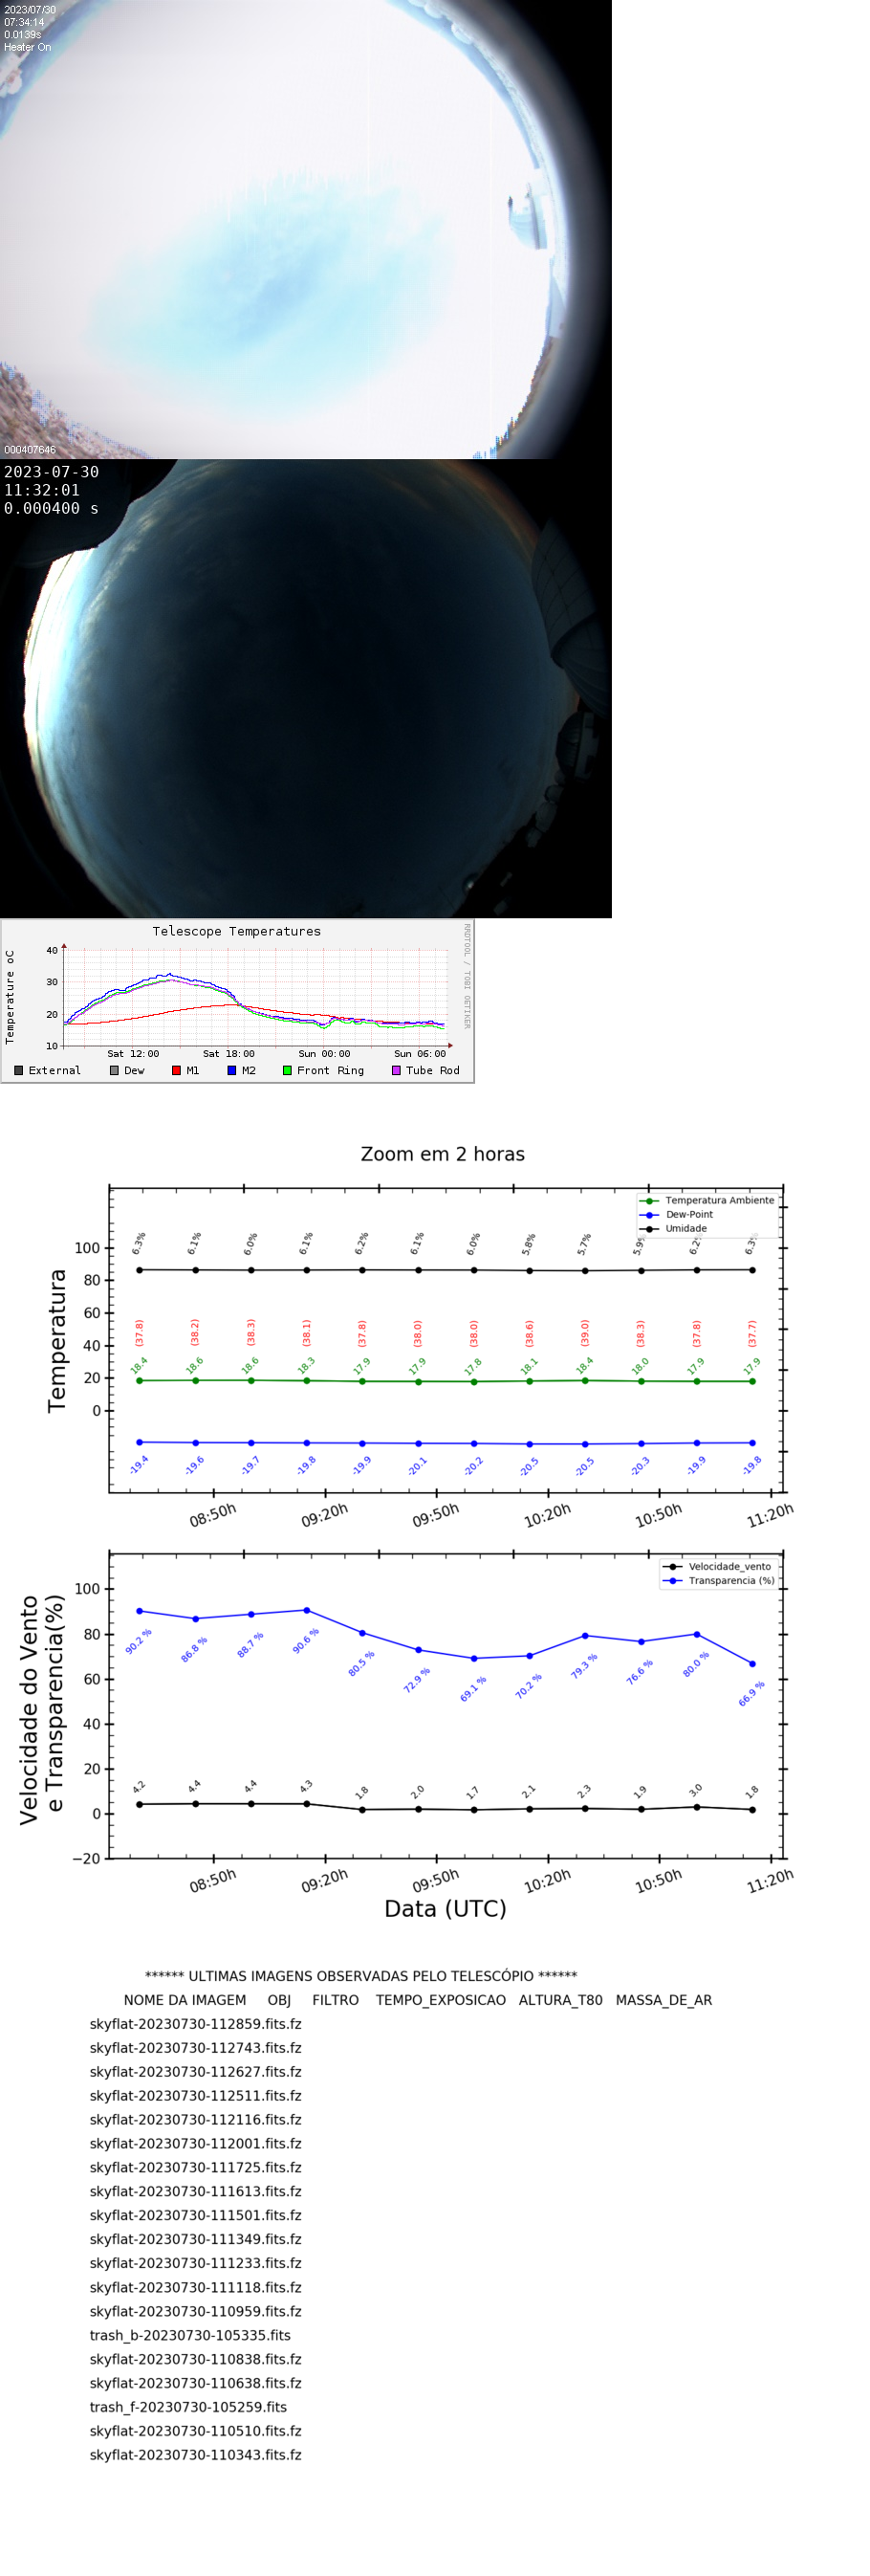 2023/07/30
07:34:14
0.0139s
Heater On
000407646
2023-07-30
11:32:01
0.000400 s
Telescope Temperatures
Temperature oC
RRDTOOL / TOBI OETIKER
40
30
20
10
Sat 12:00 Sat 18:00 Sun 00:00 Sun 06:00
External Dew M1 M2 Front Ring Tube Rod
Zoom em 2 horas
Temperatura Ambiente
Dew-Point
Umidade
Temperatura
100
80
60
40
20
0
6.3% 6.1% 6.0% 6.1% 6.2% 6.1% 6.0% 5.8% 5.7% 5.9% 6.2% 6.3%
(37.8) (38.2) (38.3) (38.1) (37.8) (38.0) (38.0) (38.6) (39.0) (38.3) (37.8) (37.7)
18.4 18.6 18.6 18.3 17.9 17.9 17.8 18.1 18.4 18.0 17.9 17.9
-19.4 -19.6 -19.7 -19.8 -19.9 -20.1 -20.2 -20.5 -20.5 -20.3 -19.9 -19.8
08:50h 09:20h 09:50h 10:20h 10:50h 11:20h
Velocidade_vento
Transparencia (%)
Velocidade do Vento
e Transparencia(%)
100
80
60
40
20
0
−20
90.2 % 86.8 % 88.7 % 90.6 % 80.5 % 72.9 % 69.1 % 70.2 % 79.3 % 76.6 % 80.0 % 66.9 %
4.2 4.4 4.4 4.3 1.8 2.0 1.7 2.1 2.3 1.9 3.0 1.8
08:50h 09:20h 09:50h 10:20h 10:50h 11:20h
Data (UTC)
****** ULTIMAS IMAGENS OBSERVADAS PELO TELESCÓPIO ******
NOME DA IMAGEM OBJ FILTRO TEMPO_EXPOSICAO ALTURA_T80 MASSA_DE_AR
skyflat-20230730-112859.fits.fz
skyflat-20230730-112743.fits.fz
skyflat-20230730-112627.fits.fz
skyflat-20230730-112511.fits.fz
skyflat-20230730-112116.fits.fz
skyflat-20230730-112001.fits.fz
skyflat-20230730-111725.fits.fz
skyflat-20230730-111613.fits.fz
skyflat-20230730-111501.fits.fz
skyflat-20230730-111349.fits.fz
skyflat-20230730-111233.fits.fz
skyflat-20230730-111118.fits.fz
skyflat-20230730-110959.fits.fz
trash_b-20230730-105335.fits
skyflat-20230730-110838.fits.fz
skyflat-20230730-110638.fits.fz
trash_f-20230730-105259.fits
skyflat-20230730-110510.fits.fz
skyflat-20230730-110343.fits.fz